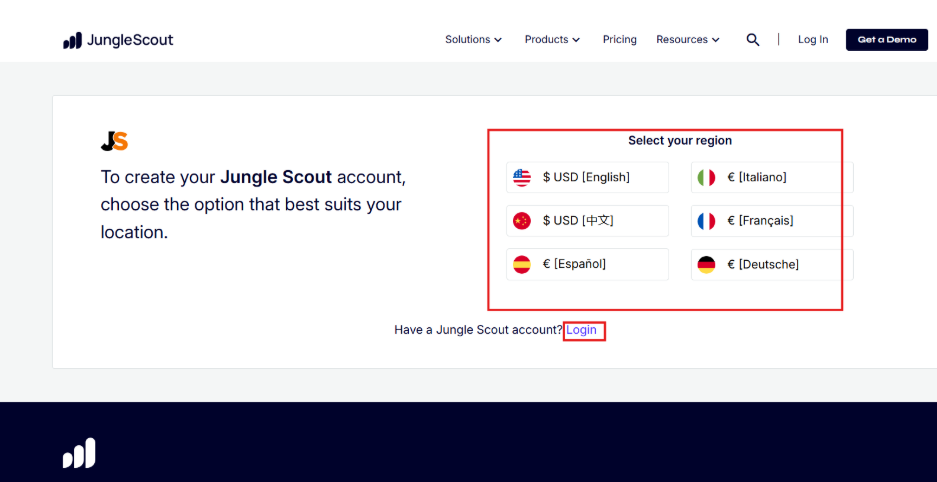 JungleScout
Solutions Products Pricing Resources | Log In Get a Demo
JS
To create your Jungle Scout account,
choose the option that best suits your
location.
Select your region
$ USD [English] € [Italiano]
$ USD [中文] € [Français]
€ [Español] € [Deutsche]
Have a Jungle Scout account? Login